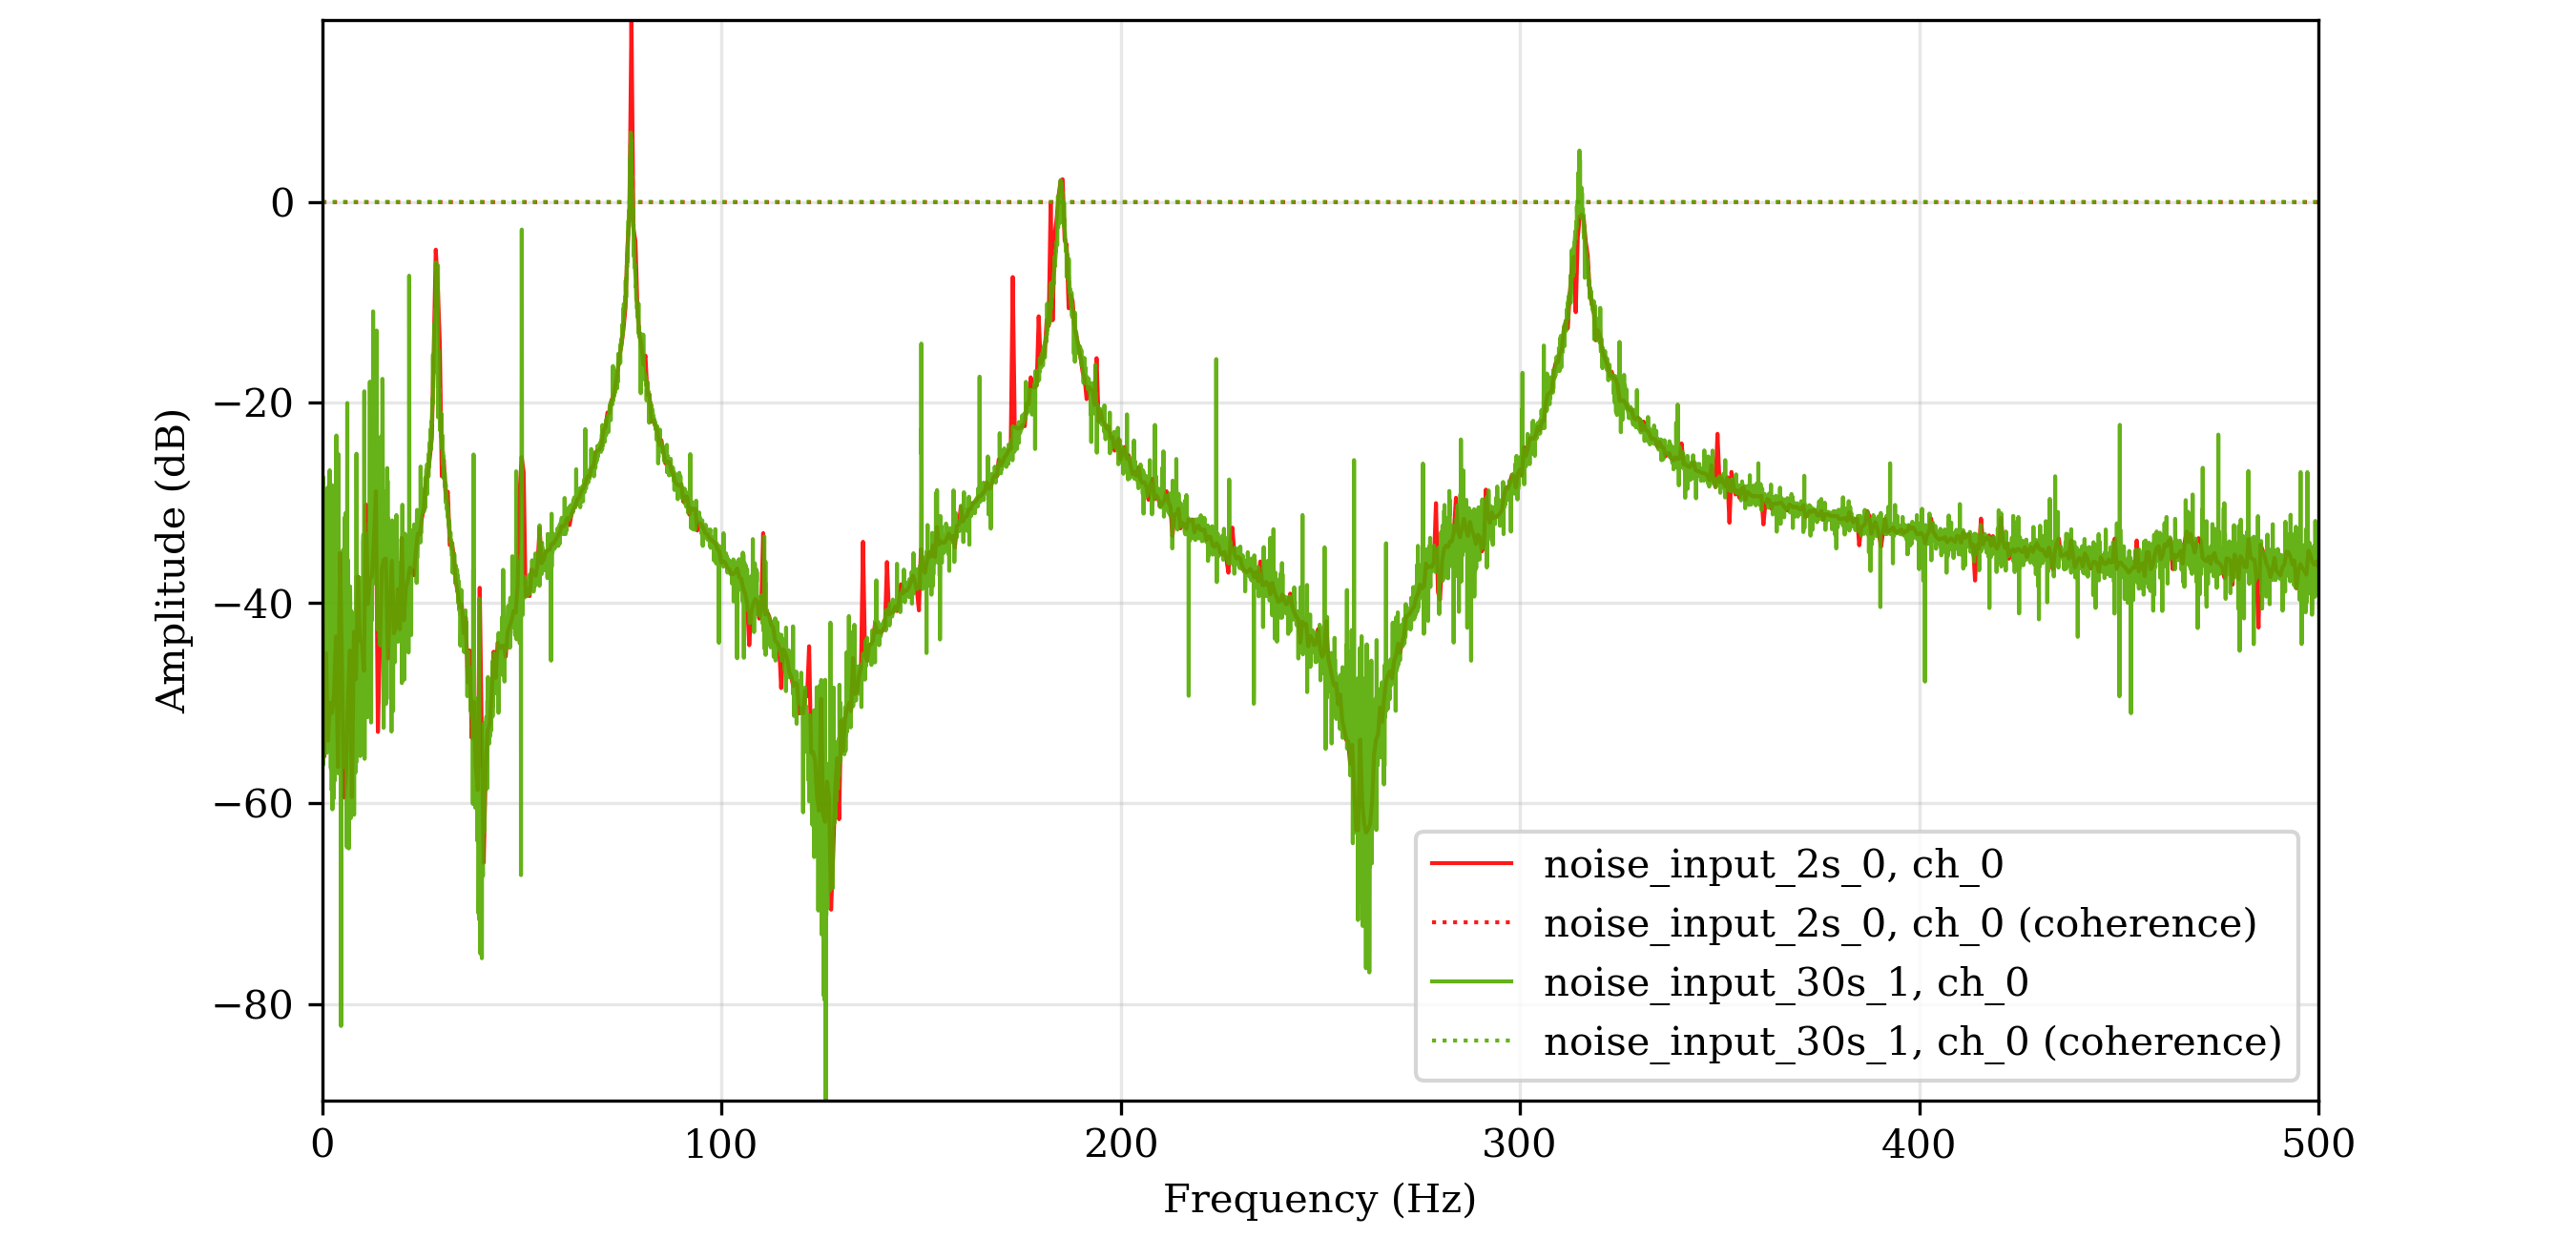 0
−20
−40
−60
−80
Amplitude (dB)
noise_input_2s_0, ch_0
noise_input_2s_0, ch_0 (coherence)
noise_input_30s_1, ch_0
noise_input_30s_1, ch_0 (coherence)
0 100 200 300 400 500
Frequency (Hz)